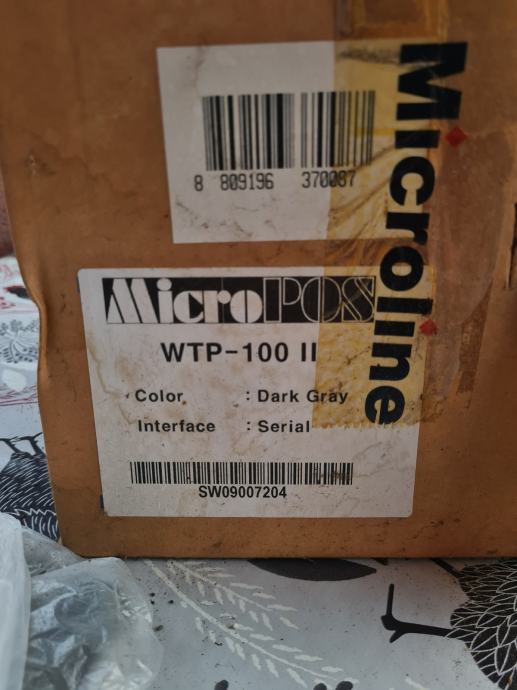 8 809196 370087
Microline
MicroPOS
WTP-100 II
Color : Dark Gray
Interface : Serial
SW09007204